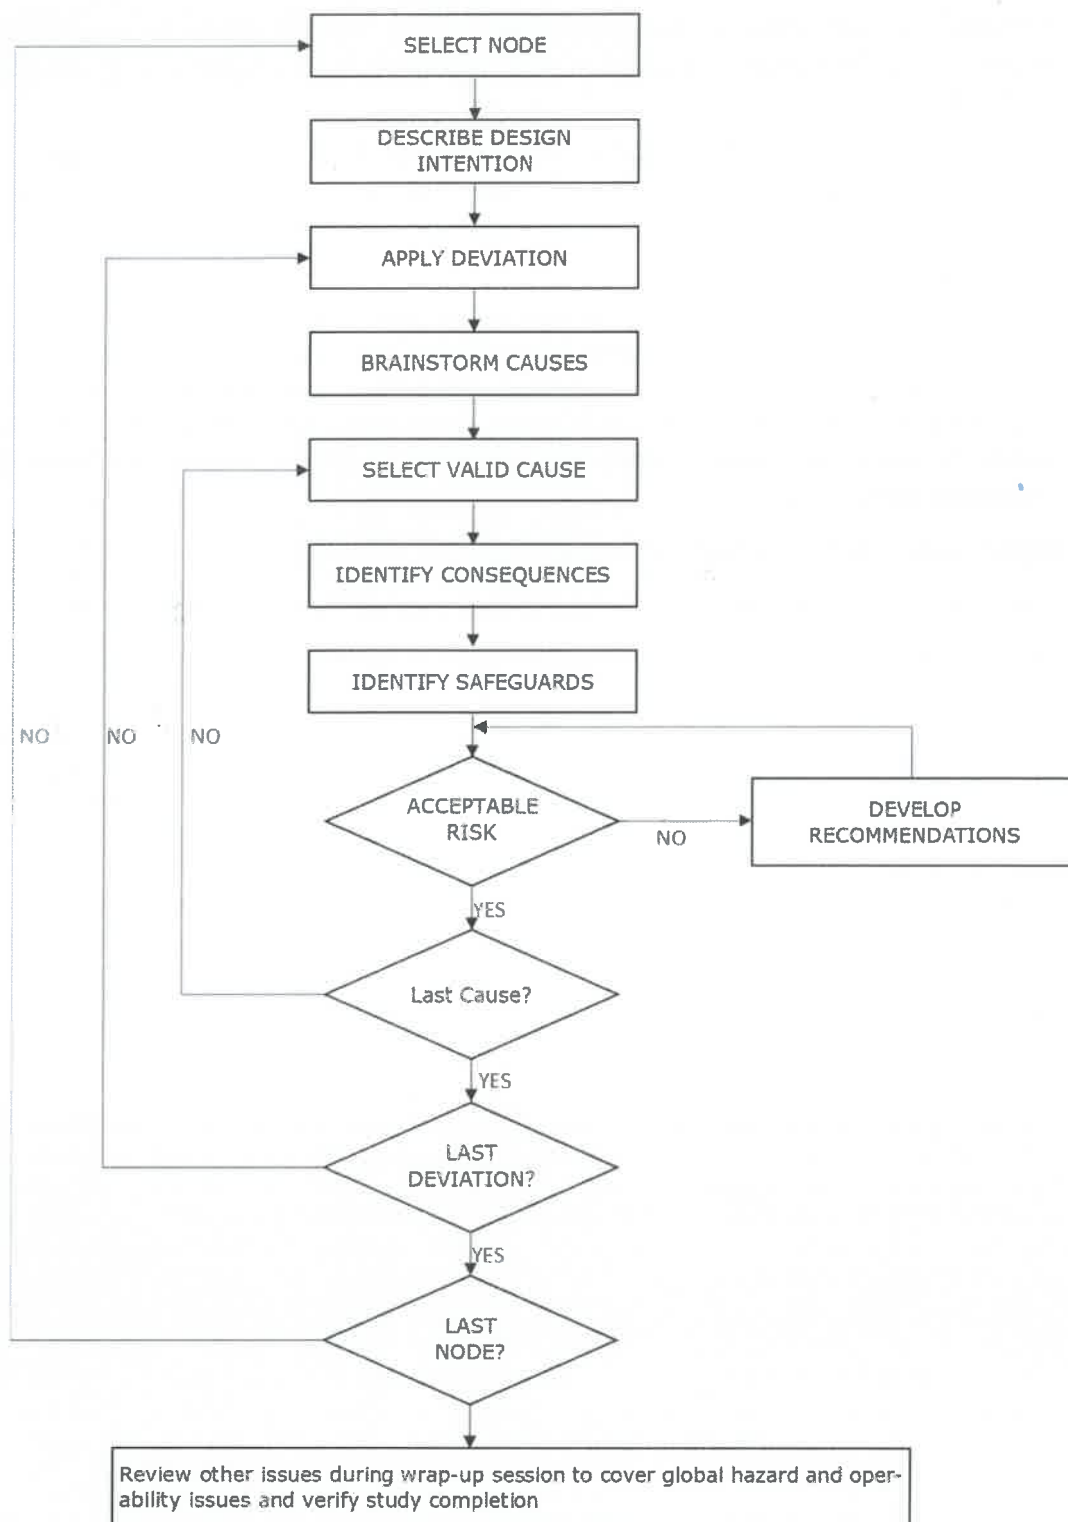 SELECT NODE
DESCRIBE DESIGN
INTENTION
APPLY DEVIATION
BRAINSTORM CAUSES
SELECT VALID CAUSE
IDENTIFY CONSEQUENCES
IDENTIFY SAFEGUARDS
NO
NO
NO
ACCEPTABLE
RISK
NO
DEVELOP
RECOMMENDATIONS
YES
Last Cause?
YES
LAST
DEVIATION?
YES
LAST
NODE?
Review other issues during wrap-up session to cover global hazard and oper-
ability issues and verify study completion